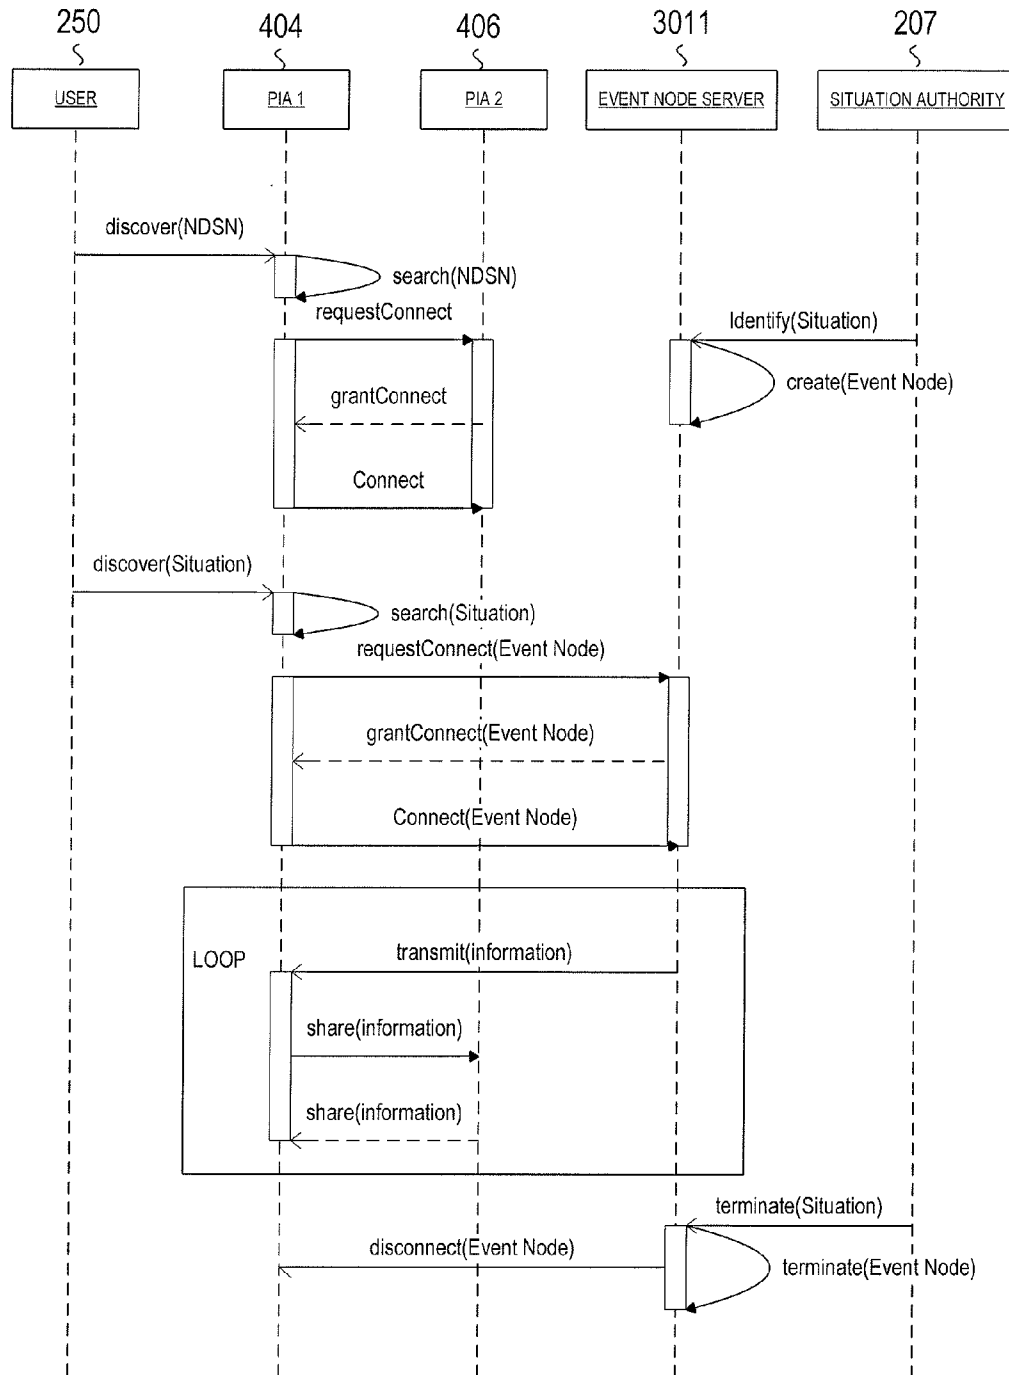 250 404 406 3011 207
USER PIA 1 PIA 2 EVENT NODE SERVER SITUATION AUTHORITY
discover(NDSN)
search(NDSN)
requestConnect
Identify(Situation)
create(Event Node)
grantConnect
Connect
discover(Situation)
search(Situation)
requestConnect(Event Node)
grantConnect(Event Node)
Connect(Event Node)
LOOP
transmit(information)
share(information)
share(information)
terminate(Situation)
disconnect(Event Node)
terminate(Event Node)